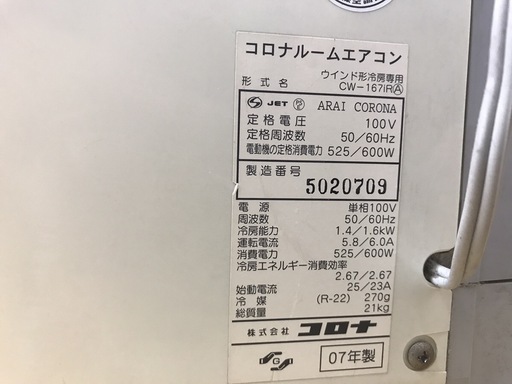 コロナルームエアコン
ウインド形冷房専用
形式名 CW-167iRⒶ
JET ARAI CORONA
定格電圧 100V
定格周波数 50/60Hz
電動機の定格消費電力 525/600W
製造番号 5020709
電源 単相100V
周波数 50/60Hz
冷房能力 1.4/1.6kW
運転電流 5.8/6.0A
消費電力 525/600W
冷房エネルギー消費効率
2.67/2.67
始動電流 25/23A
冷媒 (R-22) 270g
総質量 21kg
株式会社 コロナ
G 07年製